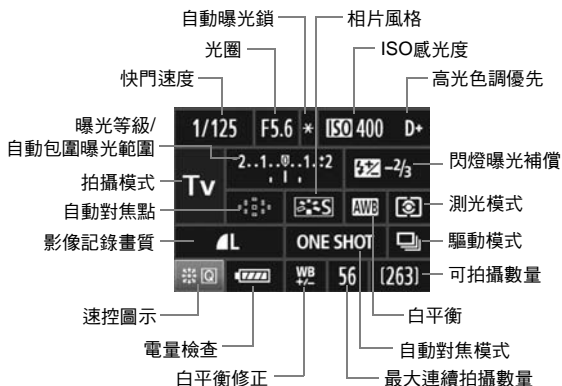 自動曝光鎖
相片風格
光圈
ISO感光度
快門速度
高光色調優先
1/125 F5.6 * ISO 400 D+
曝光等級/
自動包圍曝光範圍
-2..1..0..1.:2
-2/3
閃燈曝光補償
拍攝模式
Tv
自動對焦點
S
AWB
測光模式
影像記錄畫質
L
ONE SHOT
驅動模式
Q
WB
+/-
56
[263]
可拍攝數量
速控圖示
白平衡
電量檢查
自動對焦模式
白平衡修正
最大連續拍攝數量